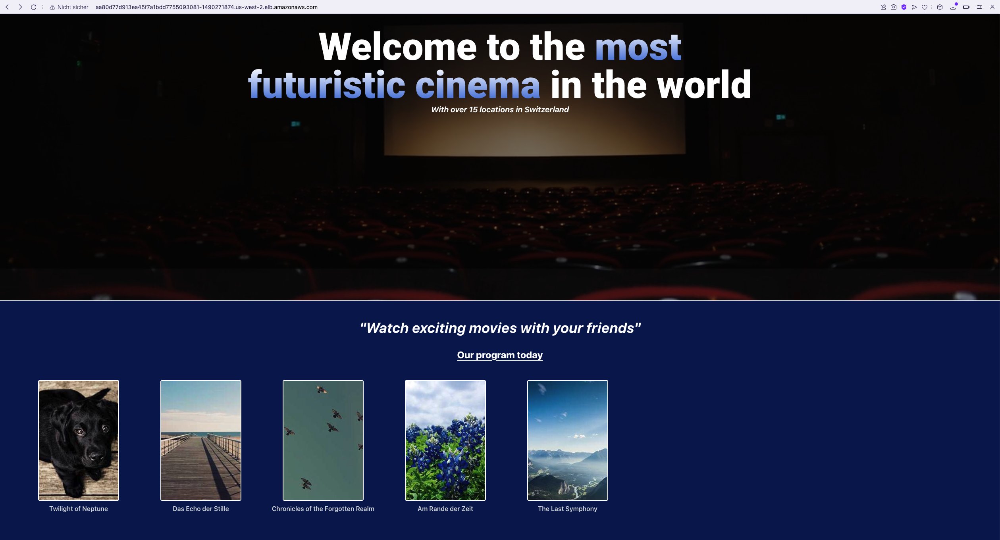 Nicht sicher aa80d77d913ea45f7a1bdd7755093081-1490271874.us-west-2.elb.amazonaws.com
Welcome to the most
futuristic cinema in the world
With over 15 locations in Switzerland
"Watch exciting movies with your friends"
Our program today
Twilight of Neptune
Das Echo der Stille
Chronicles of the Forgotten Realm
Am Rande der Zeit
The Last Symphony